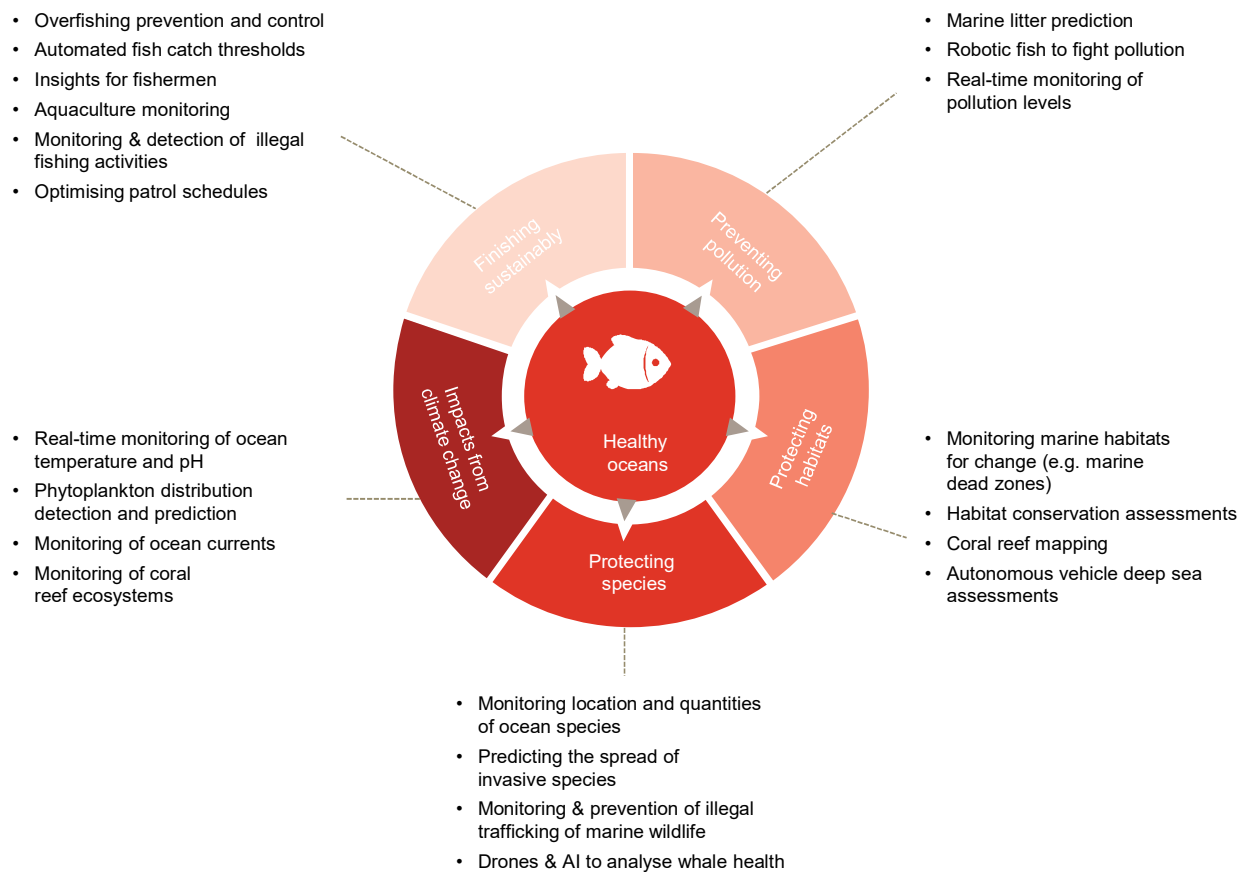 • Overfishing prevention and control
• Automated fish catch thresholds
• Insights for fishermen
• Aquaculture monitoring
• Monitoring & detection of  illegal
fishing activities
• Optimising patrol schedules
• Marine litter prediction
• Robotic fish to fight pollution
• Real-time monitoring of
pollution levels
Finishing
sustainably
Preventing
pollution
Impacts from
climate change
Healthy
oceans
Protecting
habitats
Protecting
species
• Real-time monitoring of ocean
temperature and pH
• Phytoplankton distribution
detection and prediction
• Monitoring of ocean currents
• Monitoring of coral
reef ecosystems
• Monitoring marine habitats
for change (e.g. marine
dead zones)
• Habitat conservation assessments
• Coral reef mapping
• Autonomous vehicle deep sea
assessments
• Monitoring location and quantities
of ocean species
• Predicting the spread of
invasive species
• Monitoring & prevention of illegal
trafficking of marine wildlife
• Drones & AI to analyse whale health